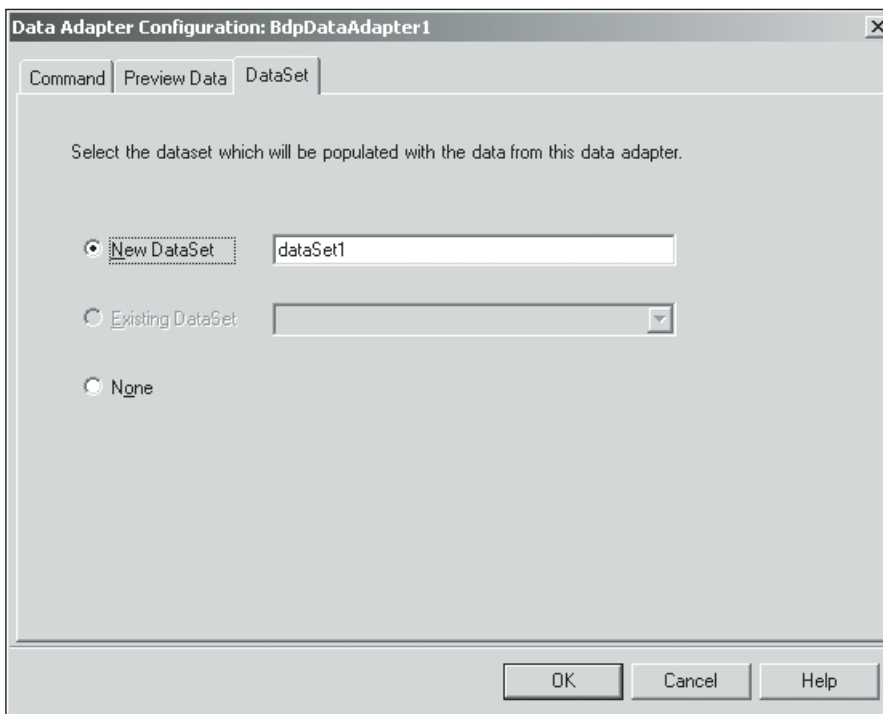 Data Adapter Configuration: BdpDataAdapter1
Command Preview Data DataSet
Select the dataset which will be populated with the data from this data adapter.
New DataSet dataSet1
Existing DataSet
None
OK Cancel Help